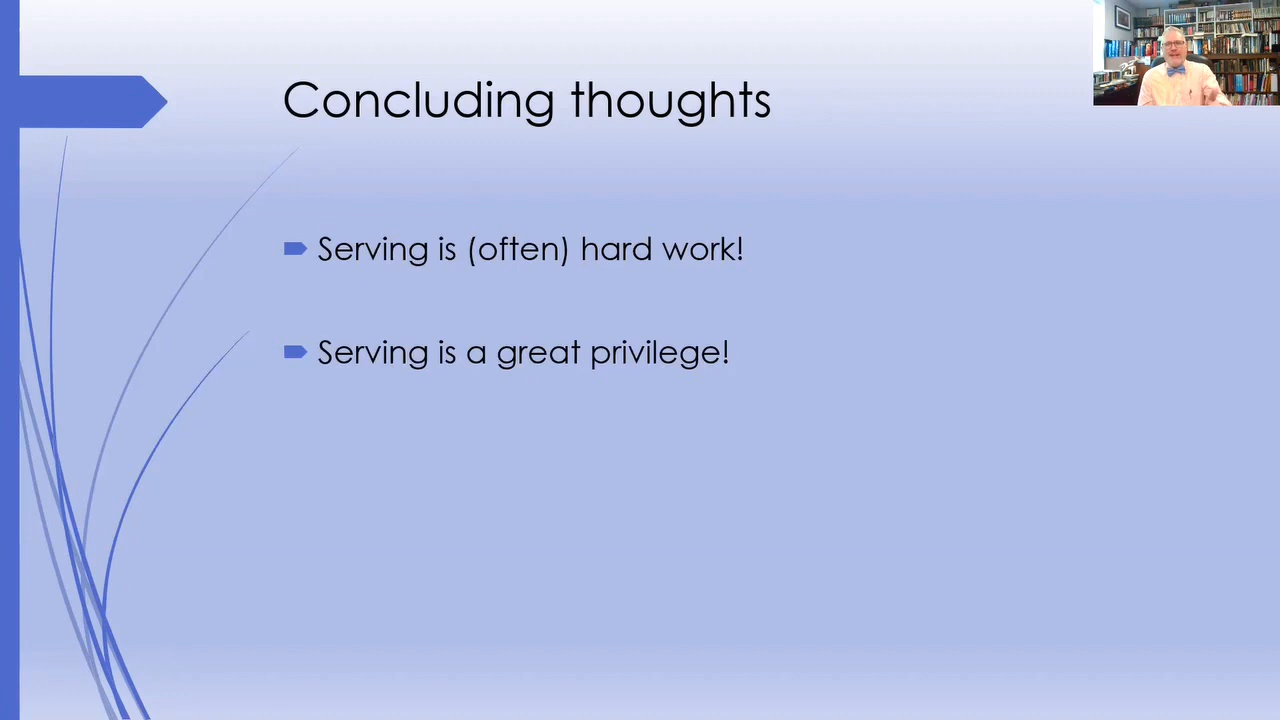 Concluding thoughts
Serving is (often) hard work!
Serving is a great privilege!